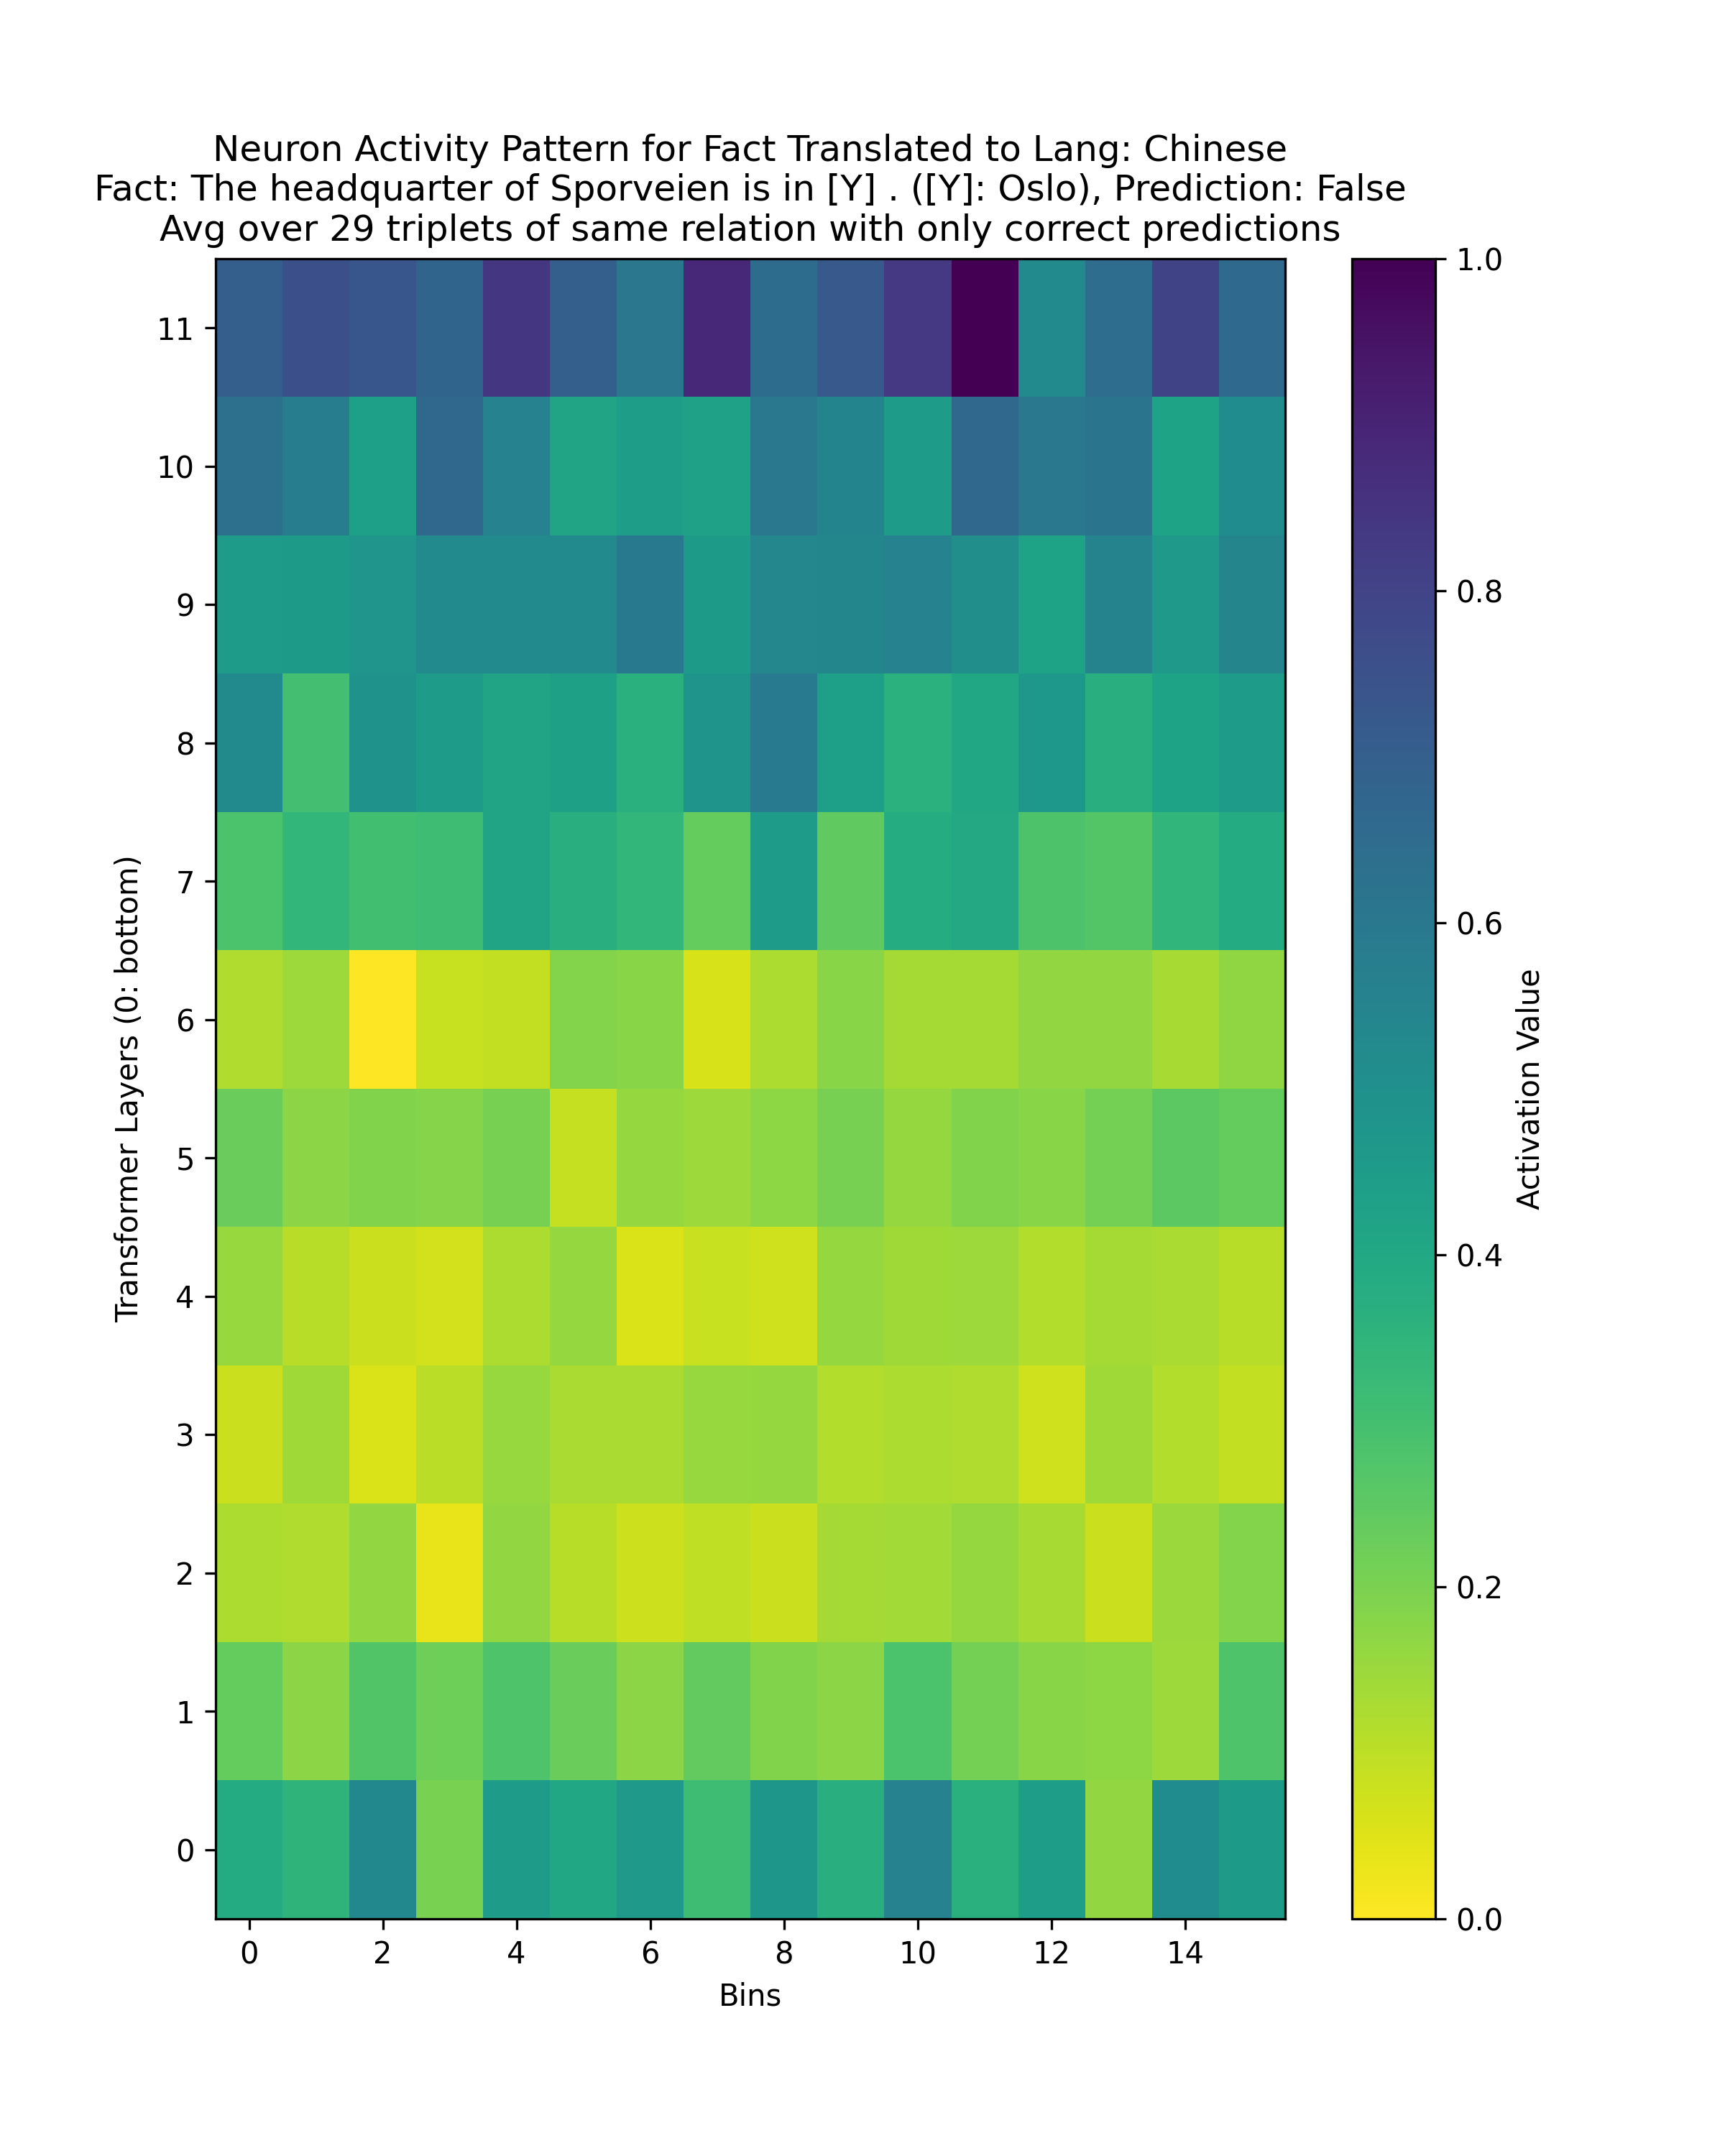 Neuron Activity Pattern for Fact Translated to Lang: Chinese
Fact: The headquarter of Sporveien is in [Y] . ([Y]: Oslo), Prediction: False
Avg over 29 triplets of same relation with only correct predictions
11
10
9
8
7
6
5
4
3
2
1
0
Transformer Layers (0: bottom)
0 2 4 6 8 10 12 14
Bins
1.0
0.8
0.6
0.4
0.2
0.0
Activation Value